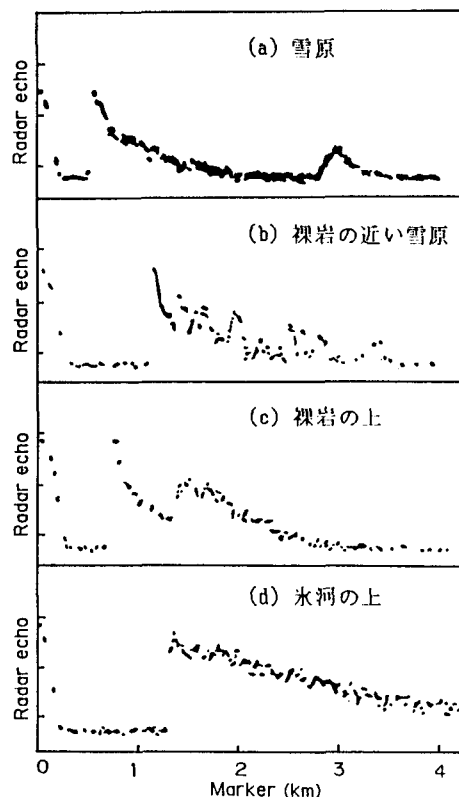 (a) 雪原
Radar echo
(b) 裸岩の近い雪原
Radar echo
(c) 裸岩の上
Radar echo
(d) 氷河の上
Radar echo
0 1 2 3 4
Marker (km)